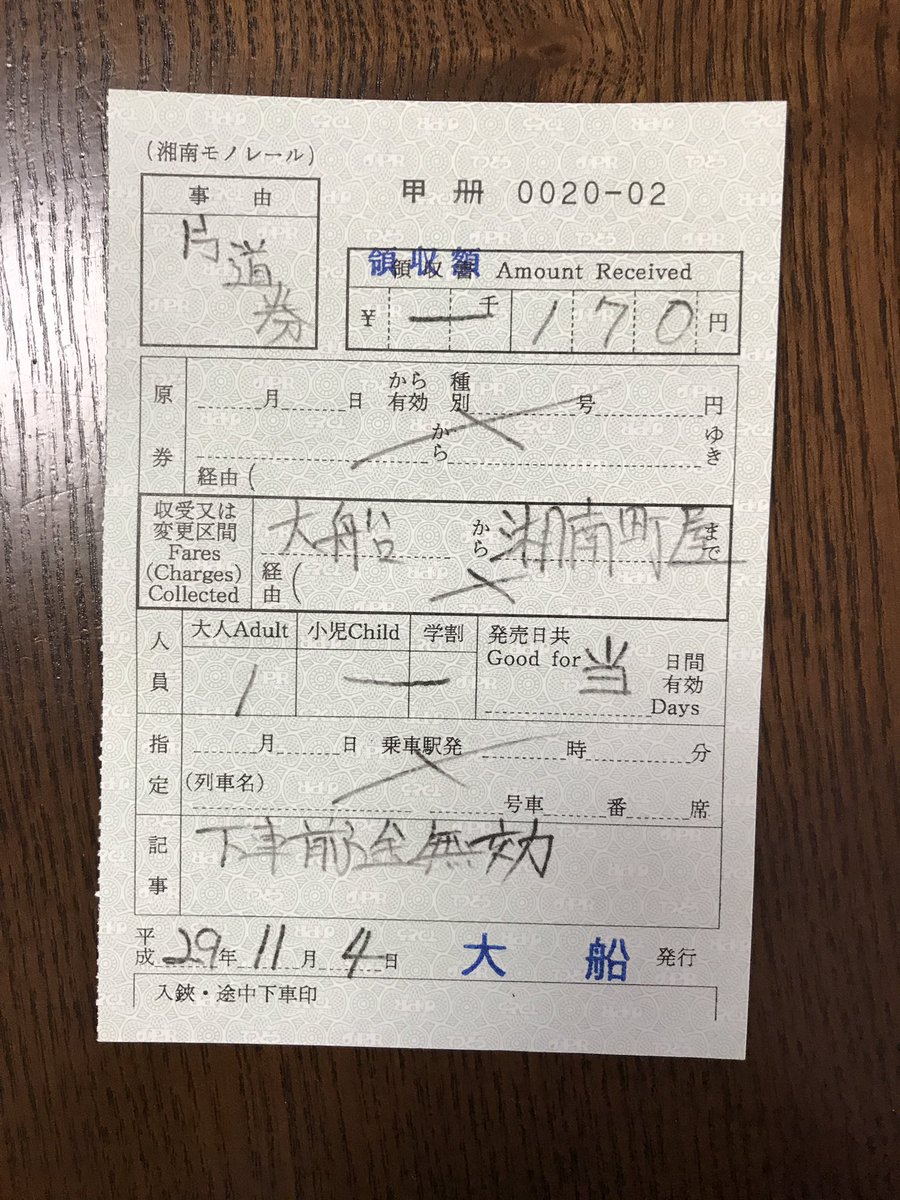 (湘南モノレール)
事由
片道券
甲 冊 0020-02
領収額
領収書 Amount Received
¥ 一 千 170 円
原券
月 日 から有効 種別 号 円
から ゆき
経由(
収受又は変更区間
Fares
(Charges)
Collected
大船 から 湘南町屋 まで
経由(
人員
大人Adult 小児Child 学割
1 一
発売日共
Good for 当 日間有効
Days
指定
月 日 乗車駅発 時 分
(列車名)
号車 番 席
記事
下車前途無効
平成29年11月4日 大船 発行
入鋏・途中下車印